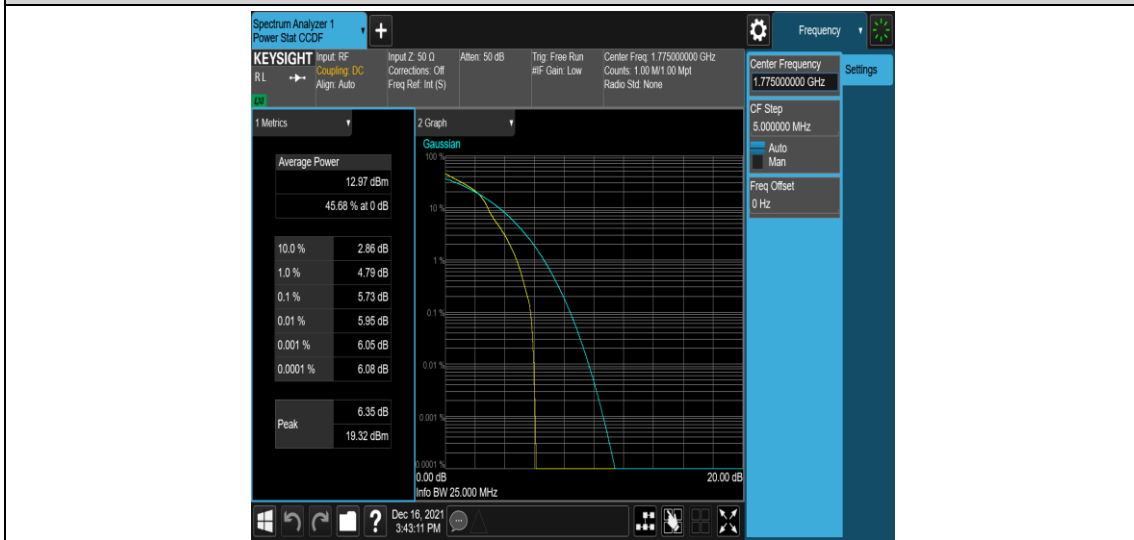 Spectrum Analyzer 1
Power Stat CCDF
Frequency
KEYSIGHT
RL
Input: RF
Coupling: DC
Align: Auto
Input Z: 50 Ω
Corrections: Off
Freq Ref: Int (S)
Atten: 50 dB
Trig: Free Run
#IF Gain: Low
Center Freq: 1.775000000 GHz
Counts: 1.00 M/1.00 Mpt
Radio Std: None
Center Frequency
1.775000000 GHz
Settings
CF Step
5.000000 MHz
Auto
Man
Freq Offset
0 Hz
1 Metrics
Average Power
12.97 dBm
45.68 % at 0 dB
10.0 % 2.86 dB
1.0 % 4.79 dB
0.1 % 5.73 dB
0.01 % 5.95 dB
0.001 % 6.05 dB
0.0001 % 6.08 dB
Peak
6.35 dB
19.32 dBm
2 Graph
Gaussian
100 %
10 %
1 %
0.1 %
0.01 %
0.001 %
0.0001 %
0.00 dB
20.00 dB
Info BW 25.000 MHz
Dec 16, 2021
3:43:11 PM